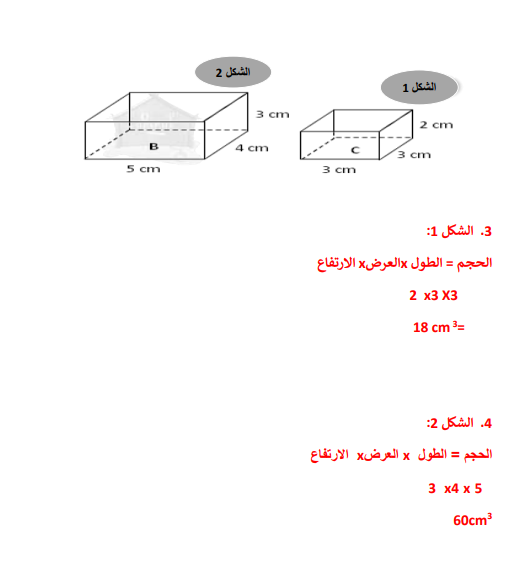 الشكل 2
الشكل 1
3 cm
2 cm
B
4 cm
C
3 cm
5 cm
3 cm
3. الشكل 1:
الحجم = الطول xالعرضx الارتفاع
2 x3 X3
18 cm ³=
4. الشكل 2:
الحجم = الطول x العرضx الارتفاع
3 x4 x 5
60cm³